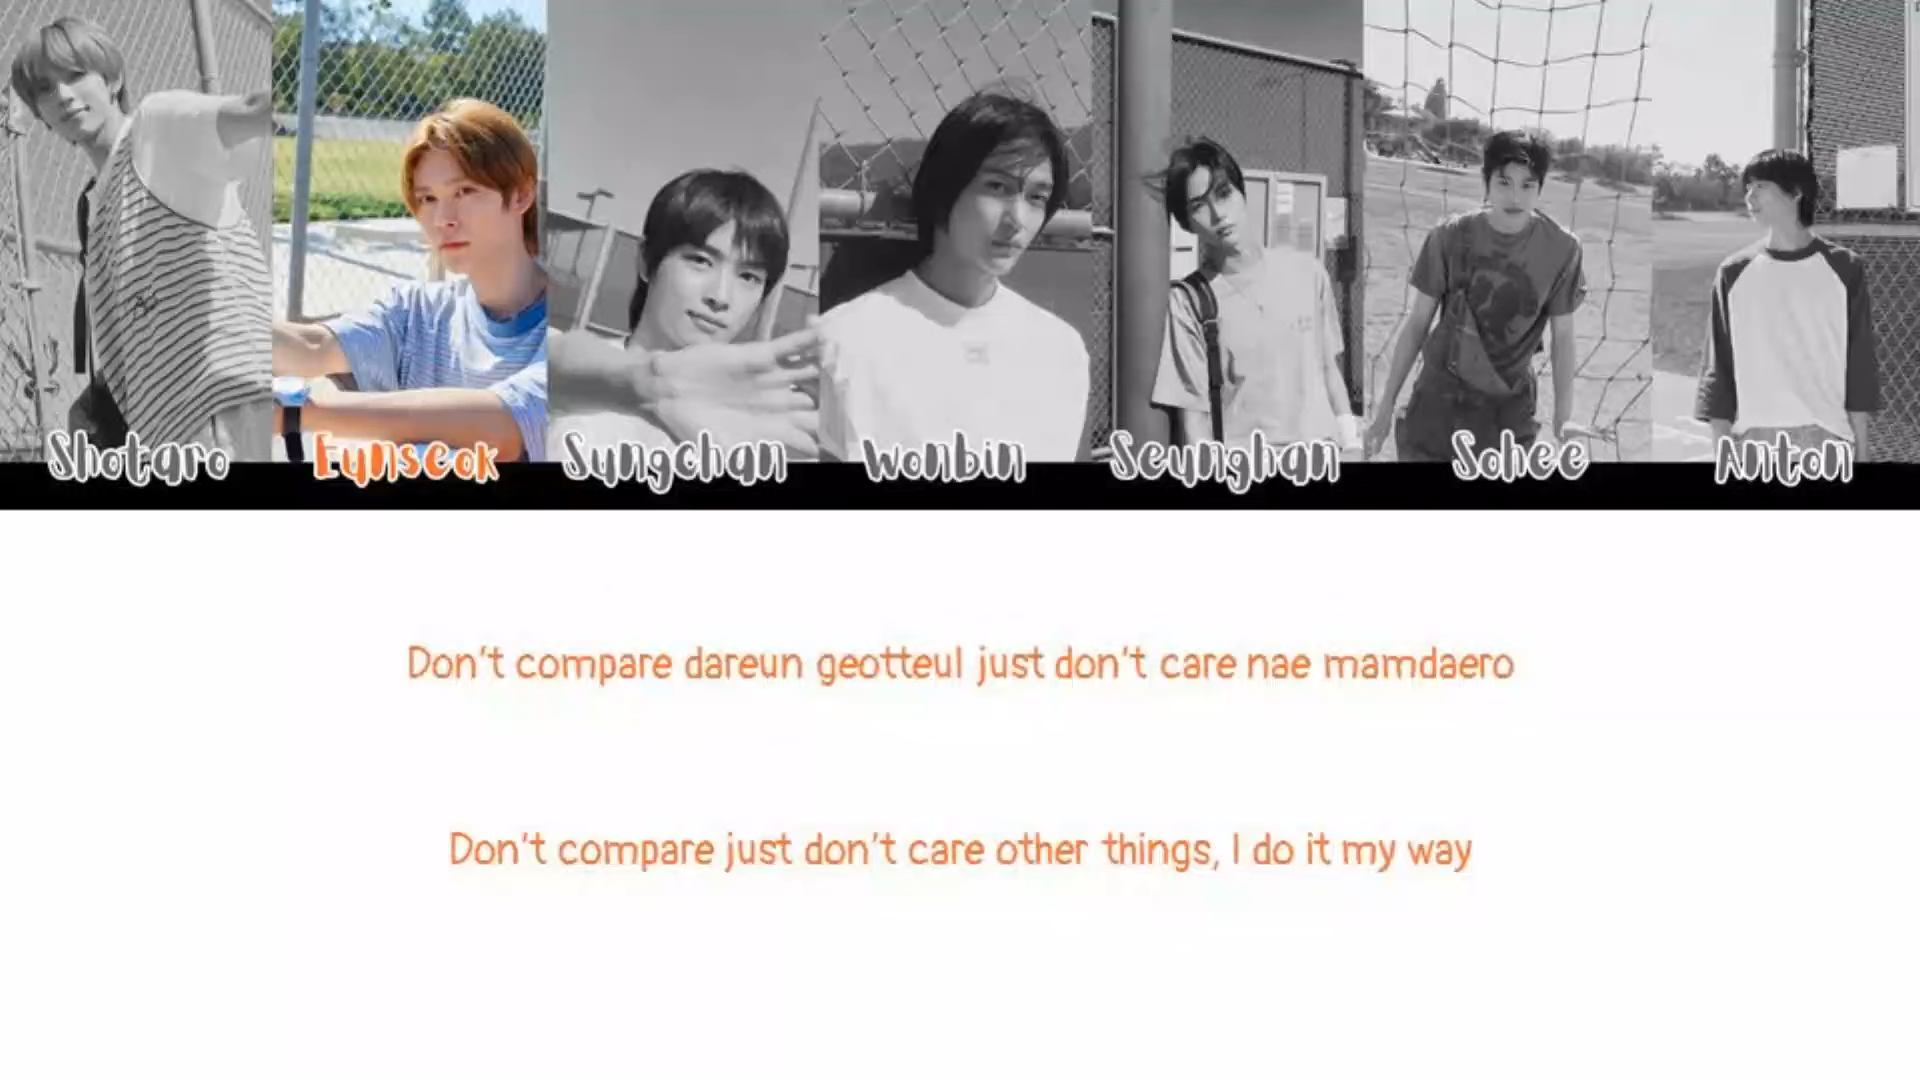 Shotaro Eunseok Sungchan Wonbin Seunghan Sohee Anton
Don't compare dareun geotteul just don't care nae mamdaero
Don't compare just don't care other things, I do it my way